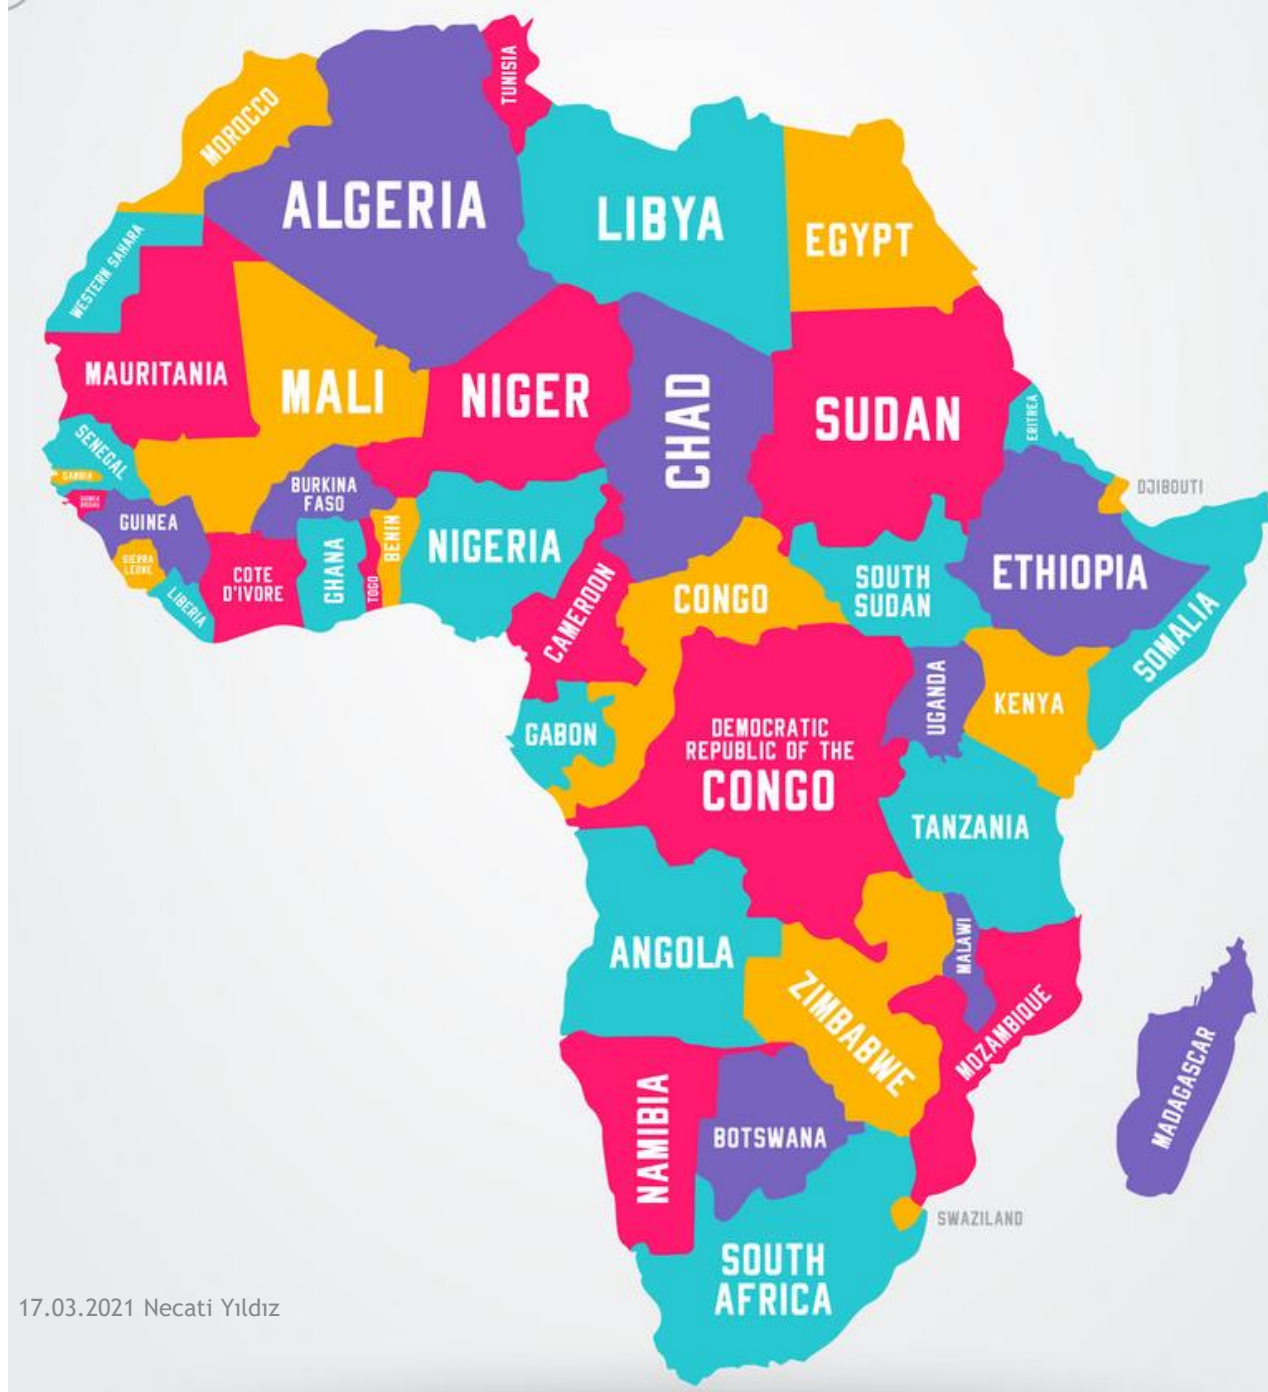 TUNISIA
MOROCCO
ALGERIA
LIBYA
EGYPT
WESTERN SAHARA
MAURITANIA
MALI
NIGER
CHAD
SUDAN
ERITREA
SENEGAL
GAMBIA
GUINEA
BISSAU
GUINEA
BURKINA
FASO
DJIBOUTI
SIERRA
LEONE
LIBERIA
COTE
D'IVORE
GHANA
TOGO
BENIN
NIGERIA
CAMEROON
CONGO
SOUTH
SUDAN
ETHIOPIA
SOMALIA
GABON
DEMOCRATIC
REPUBLIC OF THE
CONGO
UGANDA
KENYA
TANZANIA
ANGOLA
MALAWI
ZIMBABWE
MOZAMBIQUE
MADAGASCAR
NAMIBIA
BOTSWANA
SWAZILAND
SOUTH
AFRICA
17.03.2021 Necati Yıldız